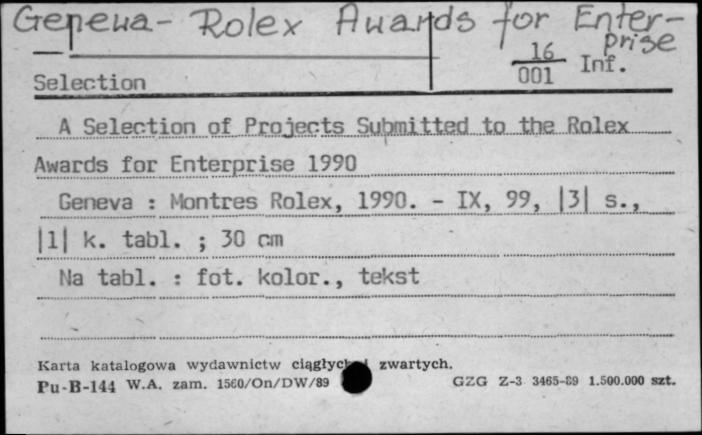 Geneva - Rolex Awards for Enter-
prise
16
001 Inf.
Selection
A Selection of Projects Submitted to the Rolex
Awards for Enterprise 1990
Geneva : Montres Rolex, 1990. - IX, 99, |3| s.,
|1| k. tabl. ; 30 cm
Na tabl. : fot. kolor., tekst
Karta katalogowa wydawnictw ciągłych i zwartych.
Pu-B-144 W.A. zam. 1560/On/DW/89 GZG Z-3 3465-89 1.500.000 szt.